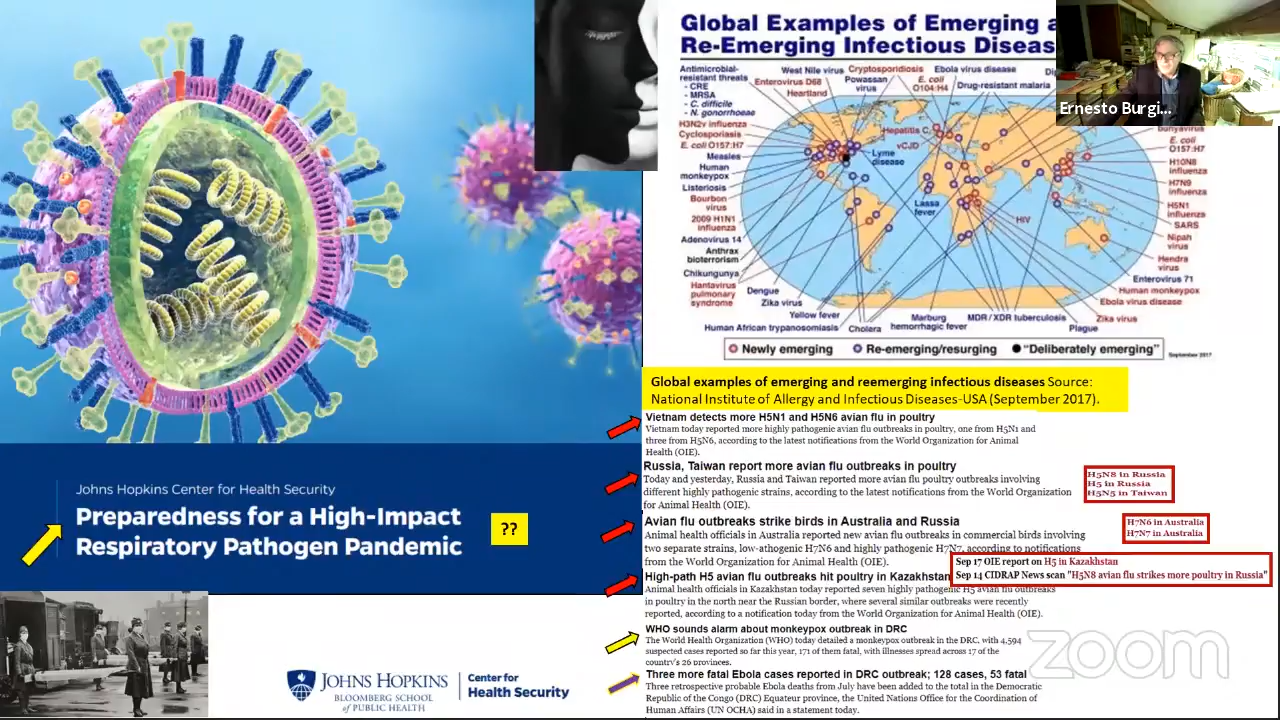 Johns Hopkins Center for Health Security
Preparedness for a High-Impact
Respiratory Pathogen Pandemic
??
JOHNS HOPKINS
BLOOMBERG SCHOOL
of PUBLIC HEALTH
Center for
Health Security
Global Examples of Emerging a
Re-Emerging Infectious Diseas
Antimicrobial-
resistant threats
- CRE
- MRSA
- C. difficile
- N. gonorrhoeae
H3N2v influenza
Cyclosporiasis
E. coli O157:H7
Measles
Human
monkeypox
Listeriosis
Bourbon
virus
2009 H1N1
influenza
Adenovirus 14
Anthrax
bioterrorism
Chikungunya
Hantavirus
pulmonary
syndrome
West Nile virus
Enterovirus D68
Heartland
Cryptosporidiosis
Powassan
virus
E. coli
O104:H4
Ebola virus disease
Drug-resistant malaria
Dip
Hepatitis C
vCJD
Lyme
disease
Lassa
fever
HIV
bunyavirus
E. coli
O157:H7
H10N8
influenza
H7N9
influenza
H5N1
influenza
SARS
Nipah
virus
Hendra
virus
Enterovirus 71
Human monkeypox
Ebola virus disease
Zika virus
Plague
Dengue
Zika virus
Yellow fever
Human African trypanosomiasis
Cholera
Marburg
hemorrhagic fever
MDR/XDR tuberculosis
Newly emerging
Re-emerging/resurging
"Deliberately emerging"
September 2017
Ernesto Burgi...
Global examples of emerging and reemerging infectious diseases Source:
National Institute of Allergy and Infectious Diseases-USA (September 2017).
Vietnam detects more H5N1 and H5N6 avian flu in poultry
Vietnam today reported more highly pathogenic avian flu outbreaks in poultry, one from H5N1 and
three from H5N6, according to the latest notifications from the World Organization for Animal
Health (OIE).
Russia, Taiwan report more avian flu outbreaks in poultry
Today and yesterday, Russia and Taiwan reported more avian flu poultry outbreaks involving
different highly pathogenic strains, according to the latest notifications from the World Organization
for Animal Health (OIE).
H5N8 in Russia
H5 in Russia
H5N5 in Taiwan
Avian flu outbreaks strike birds in Australia and Russia
Animal health officials in Australia reported new avian flu outbreaks in commercial birds involving
two separate strains, low-athogenic H7N6 and highly pathogenic H7N7, according to notifications
from the World Organization for Animal Health (OIE).
H7N6 in Australia
H7N7 in Australia
Sep 17 OIE report on H5 in Kazakhstan
Sep 14 CIDRAP News scan "H5N8 avian flu strikes more poultry in Russia"
High-path H5 avian flu outbreaks hit poultry in Kazakhstan
Animal health officials in Kazakhstan today reported seven highly pathogenic H5 avian flu outbreaks
in poultry in the north near the Russian border, where several similar outbreaks were recently
reported, according to a notification today from the World Organization for Animal Health (OIE).
WHO sounds alarm about monkeypox outbreak in DRC
The World Health Organization (WHO) today detailed a monkeypox outbreak in the DRC, with 4,594
suspected cases reported so far this year, 171 of them fatal, with illnesses spread across 17 of the
country's 26 provinces.
Three more fatal Ebola cases reported in DRC outbreak; 128 cases, 53 fatal
Three retrospective probable Ebola deaths from July have been added to the total in the Democratic
Republic of the Congo (DRC) Equateur province, the United Nations Office for the Coordination of
Human Affairs (UN OCHA) said in a statement today.
zoom